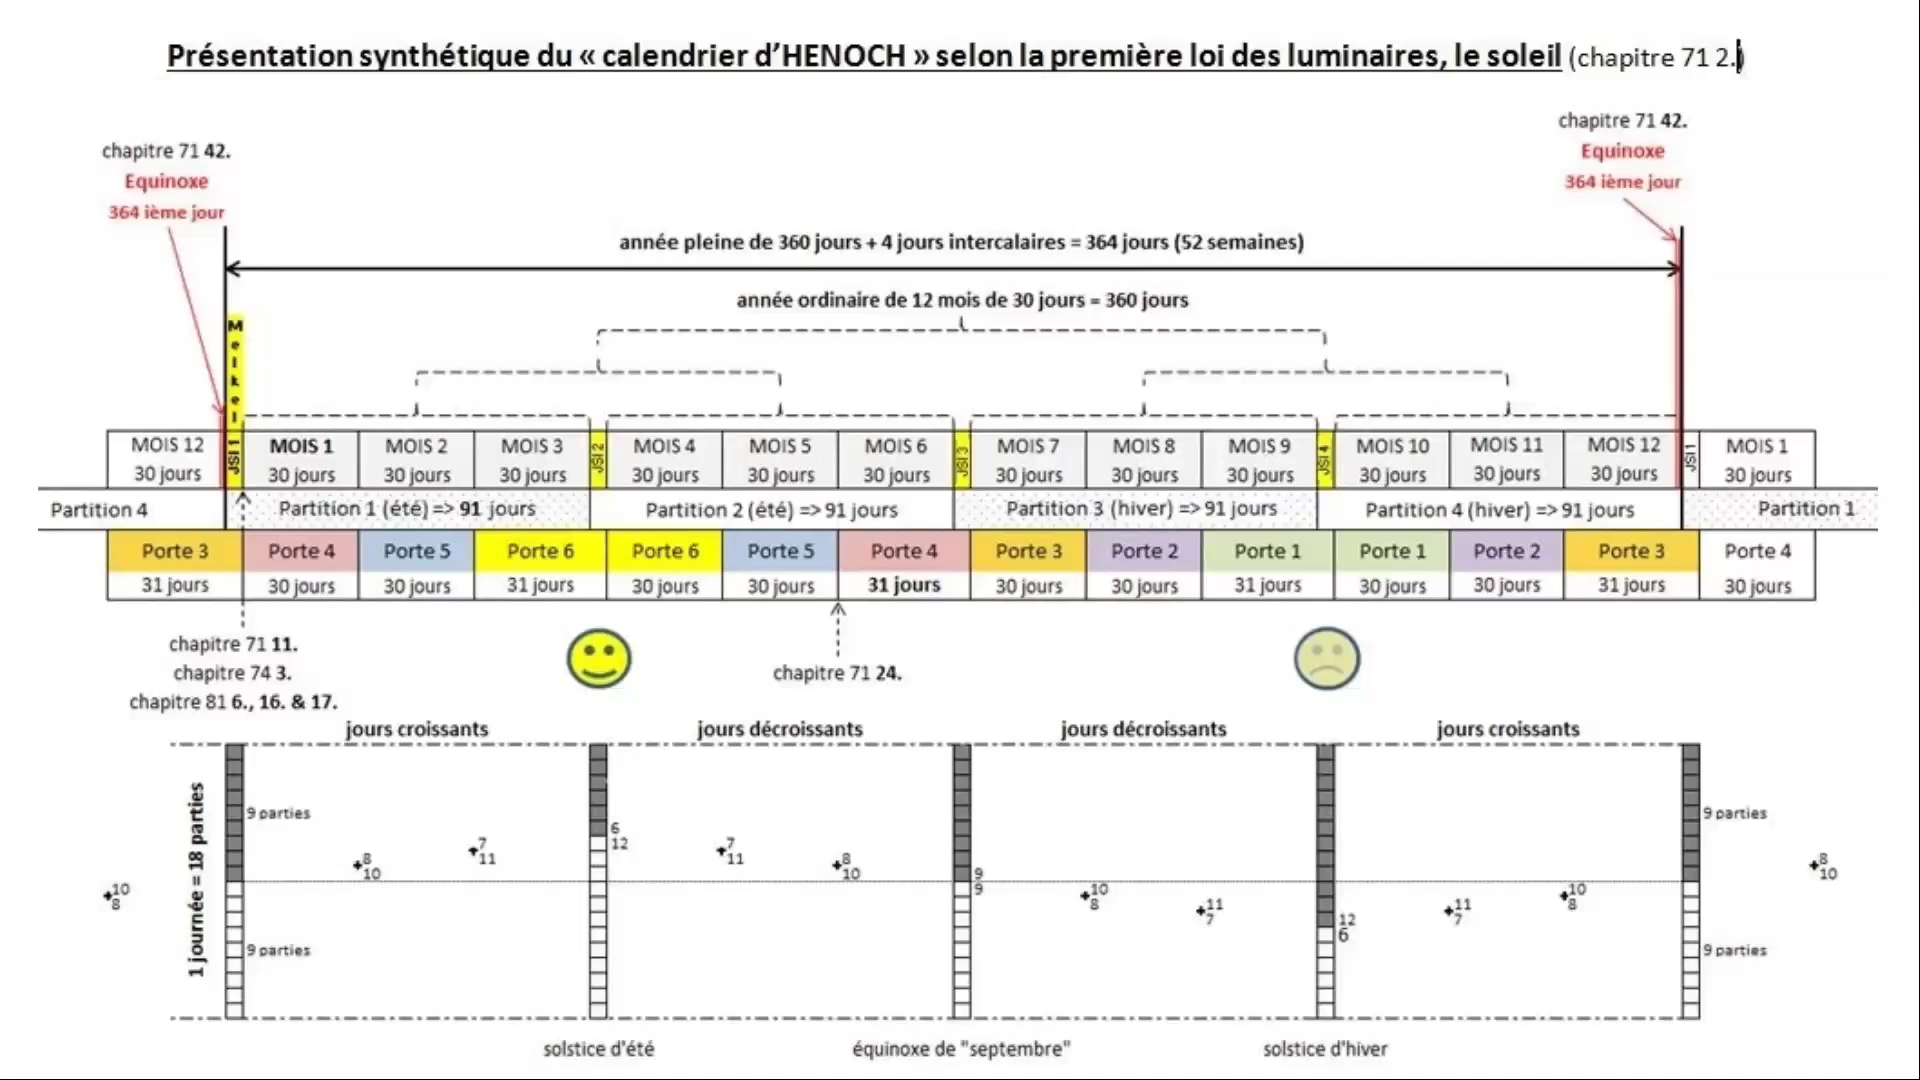 Présentation synthétique du « calendrier d’HENOCH » selon la première loi des luminaires, le soleil (chapitre 71 2.)
chapitre 71 42.
Equinoxe
364 ième jour
chapitre 71 42.
Equinoxe
364 ième jour
année pleine de 360 jours + 4 jours intercalaires = 364 jours (52 semaines)
année ordinaire de 12 mois de 30 jours = 360 jours
Melkel
MOIS 12 JSI 1 MOIS 1 MOIS 2 MOIS 3 JSI 2 MOIS 4 MOIS 5 MOIS 6 JSI 3 MOIS 7 MOIS 8 MOIS 9 JSI 4 MOIS 10 MOIS 11 MOIS 12 JSI 1 MOIS 1
30 jours 30 jours 30 jours 30 jours 30 jours 30 jours 30 jours 30 jours 30 jours 30 jours 30 jours 30 jours 30 jours 30 jours
Partition 4 Partition 1 (été) => 91 jours Partition 2 (été) => 91 jours Partition 3 (hiver) => 91 jours Partition 4 (hiver) => 91 jours Partition 1
Porte 3 Porte 4 Porte 5 Porte 6 Porte 6 Porte 5 Porte 4 Porte 3 Porte 2 Porte 1 Porte 1 Porte 2 Porte 3 Porte 4
31 jours 30 jours 30 jours 31 jours 30 jours 30 jours 31 jours 30 jours 30 jours 31 jours 30 jours 30 jours 31 jours 30 jours
chapitre 71 11.
chapitre 74 3.
chapitre 81 6., 16. & 17.
chapitre 71 24.
jours croissants jours décroissants jours décroissants jours croissants
1 journée = 18 parties
9 parties
9 parties
10
8
8
10
7
11
6
12
7
11
8
10
9
9
10
8
11
7
12
6
11
7
10
8
9 parties
9 parties
8
10
solstice d'été équinoxe de "septembre" solstice d'hiver